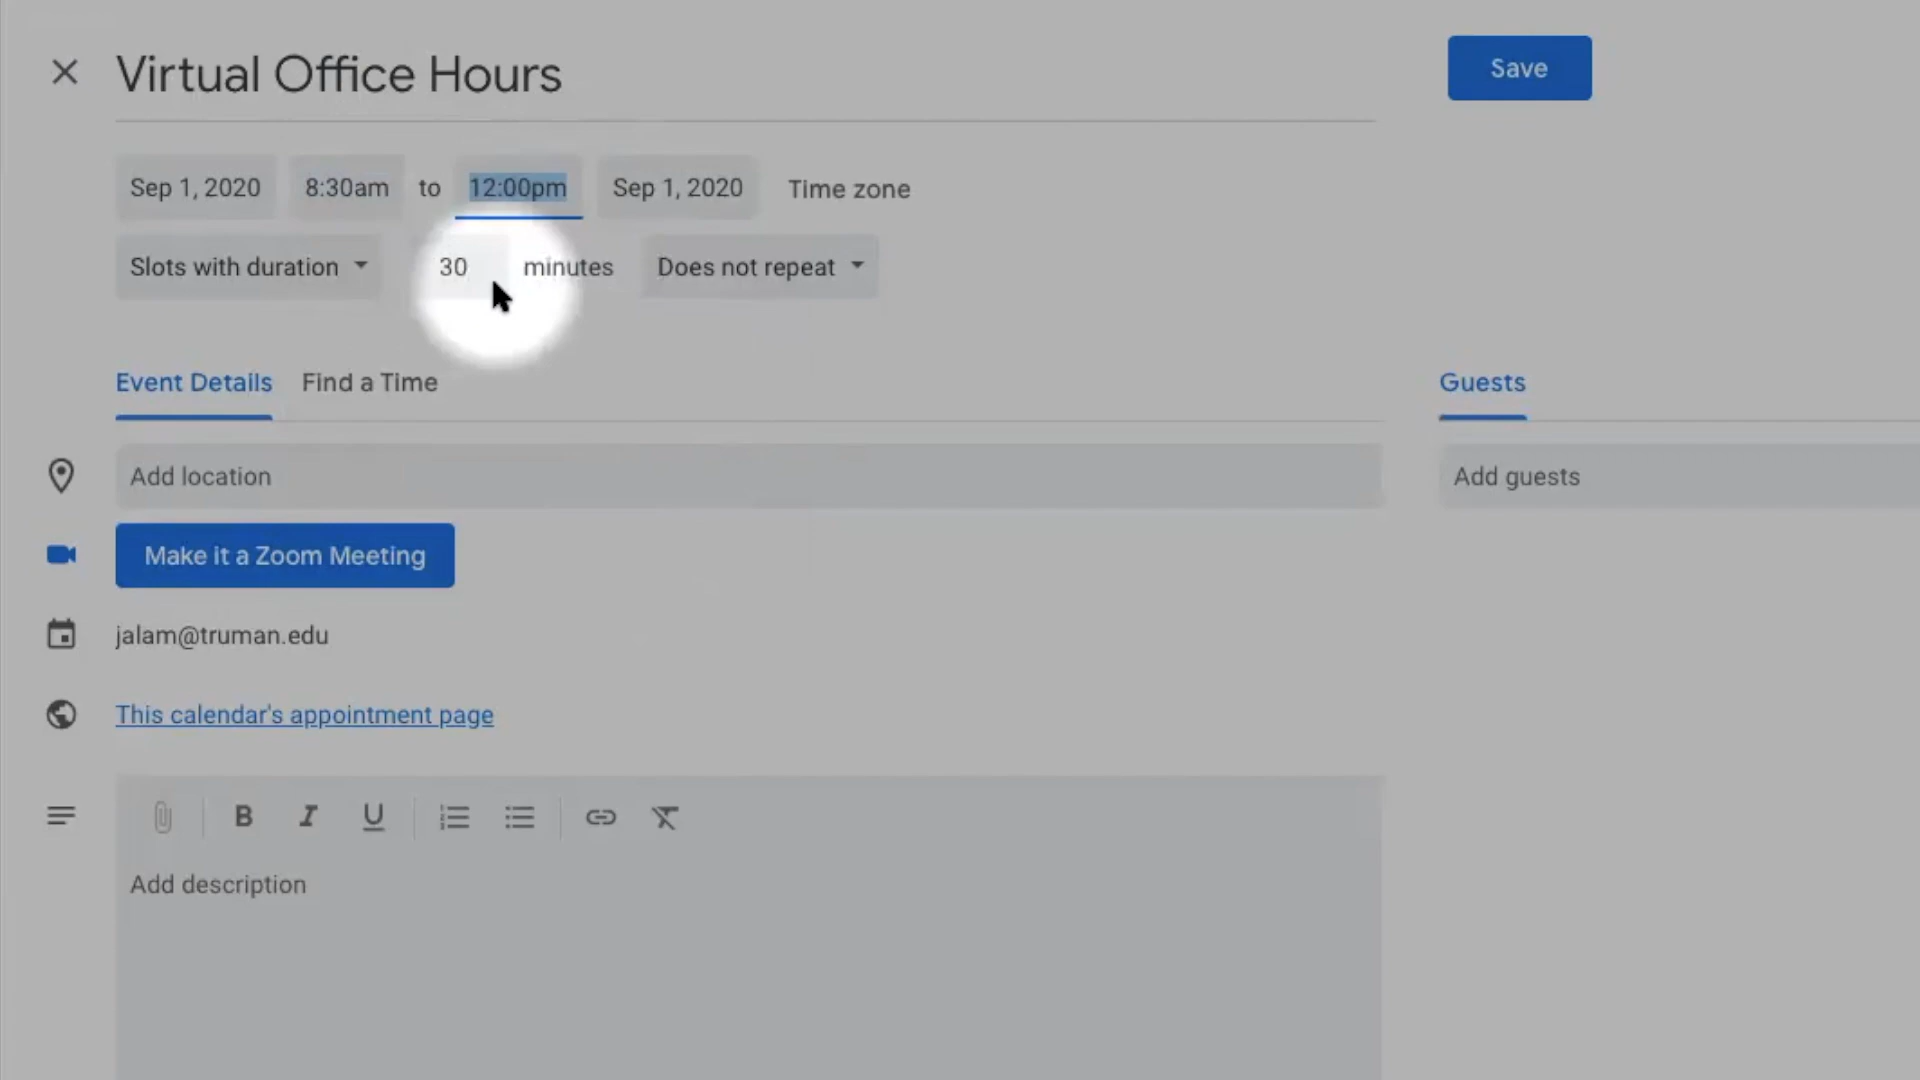 Virtual Office Hours
Save
Sep 1, 2020 8:30am to 12:00pm Sep 1, 2020 Time zone
Slots with duration 30 minutes Does not repeat
Event Details Find a Time
Guests
Add location
Add guests
Make it a Zoom Meeting
jalam@truman.edu
This calendar's appointment page
B I U
Add description